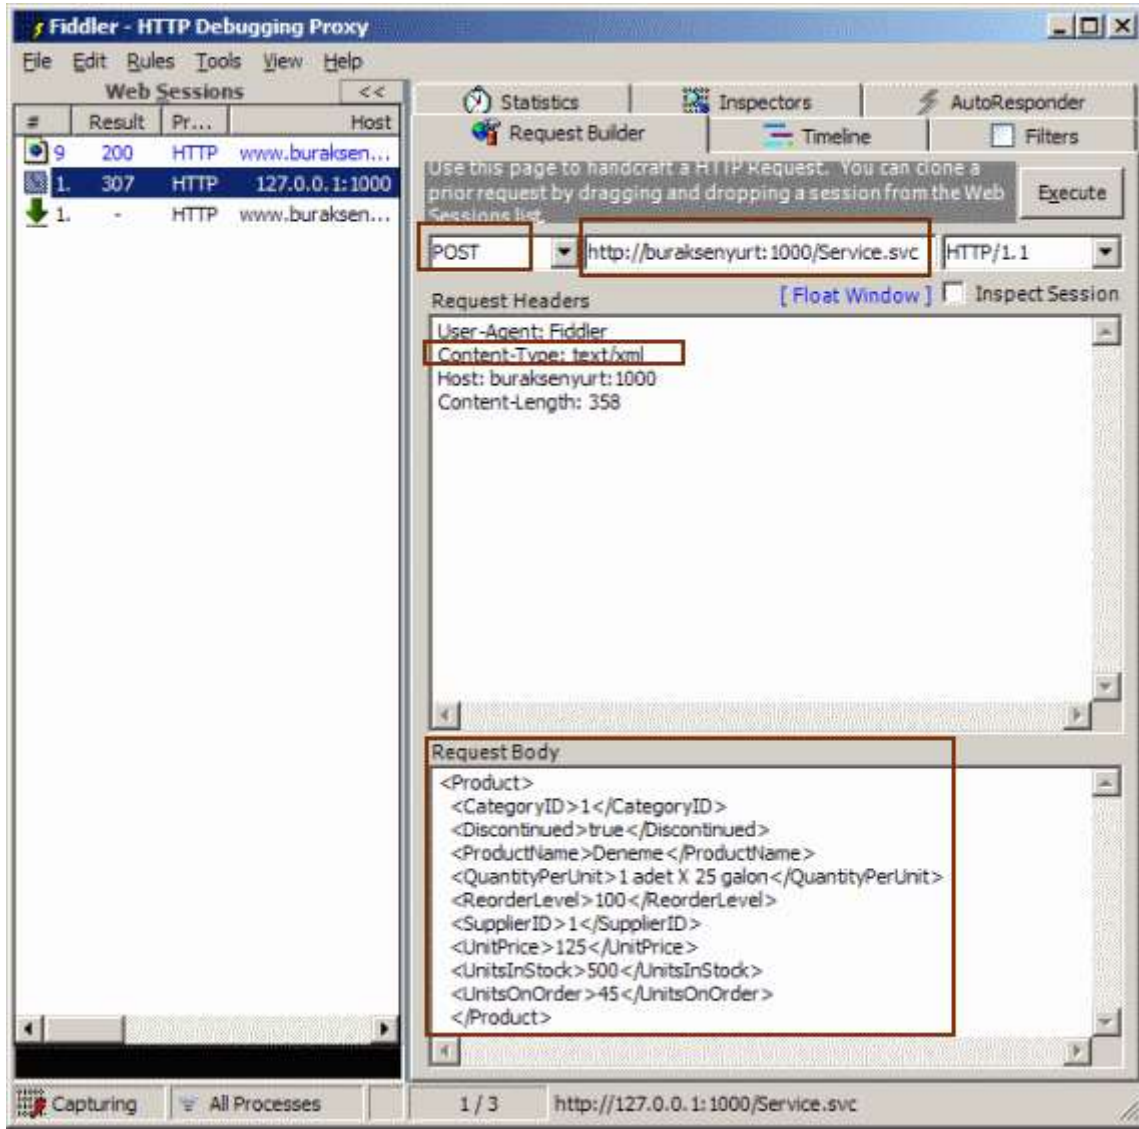 Fiddler - HTTP Debugging Proxy
File Edit Rules Tools View Help
Web Sessions <<
# Result Pr... Host
9 200 HTTP www.buraksen...
1. 307 HTTP 127.0.0.1:1000
1. - HTTP www.buraksen...
Statistics Inspectors AutoResponder
Request Builder Timeline Filters
Use this page to handcraft a HTTP Request. You can clone a
prior request by dragging and dropping a session from the Web
Sessions list.
Execute
POST http://buraksenyurt:1000/Service.svc HTTP/1.1
Request Headers [ Float Window ] Inspect Session
User-Agent: Fiddler
Content-Type: text/xml
Host: buraksenyurt:1000
Content-Length: 358
Request Body
<Product>
<CategoryID>1</CategoryID>
<Discontinued>true</Discontinued>
<ProductName>Deneme</ProductName>
<QuantityPerUnit>1 adet X 25 galon</QuantityPerUnit>
<ReorderLevel>100</ReorderLevel>
<SupplierID>1</SupplierID>
<UnitPrice>125</UnitPrice>
<UnitsInStock>500</UnitsInStock>
<UnitsOnOrder>45</UnitsOnOrder>
</Product>
Capturing All Processes 1 / 3 http://127.0.0.1:1000/Service.svc